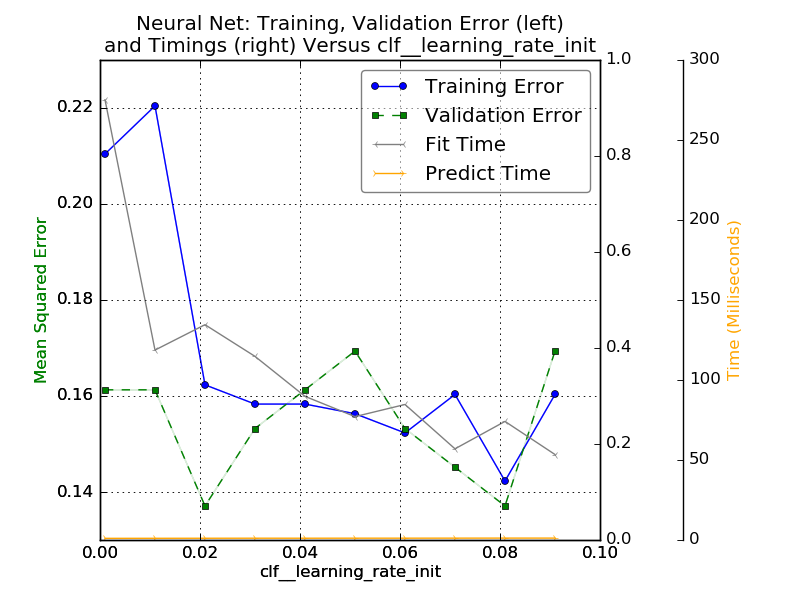 Neural Net: Training, Validation Error (left)
and Timings (right) Versus clf__learning_rate_init
Training Error
Validation Error
Fit Time
Predict Time
Mean Squared Error
0.22
0.20
0.18
0.16
0.14
1.0
0.8
0.6
0.4
0.2
0.0
300
250
200
150
100
50
0
Time (Milliseconds)
0.00 0.02 0.04 0.06 0.08 0.10
clf__learning_rate_init